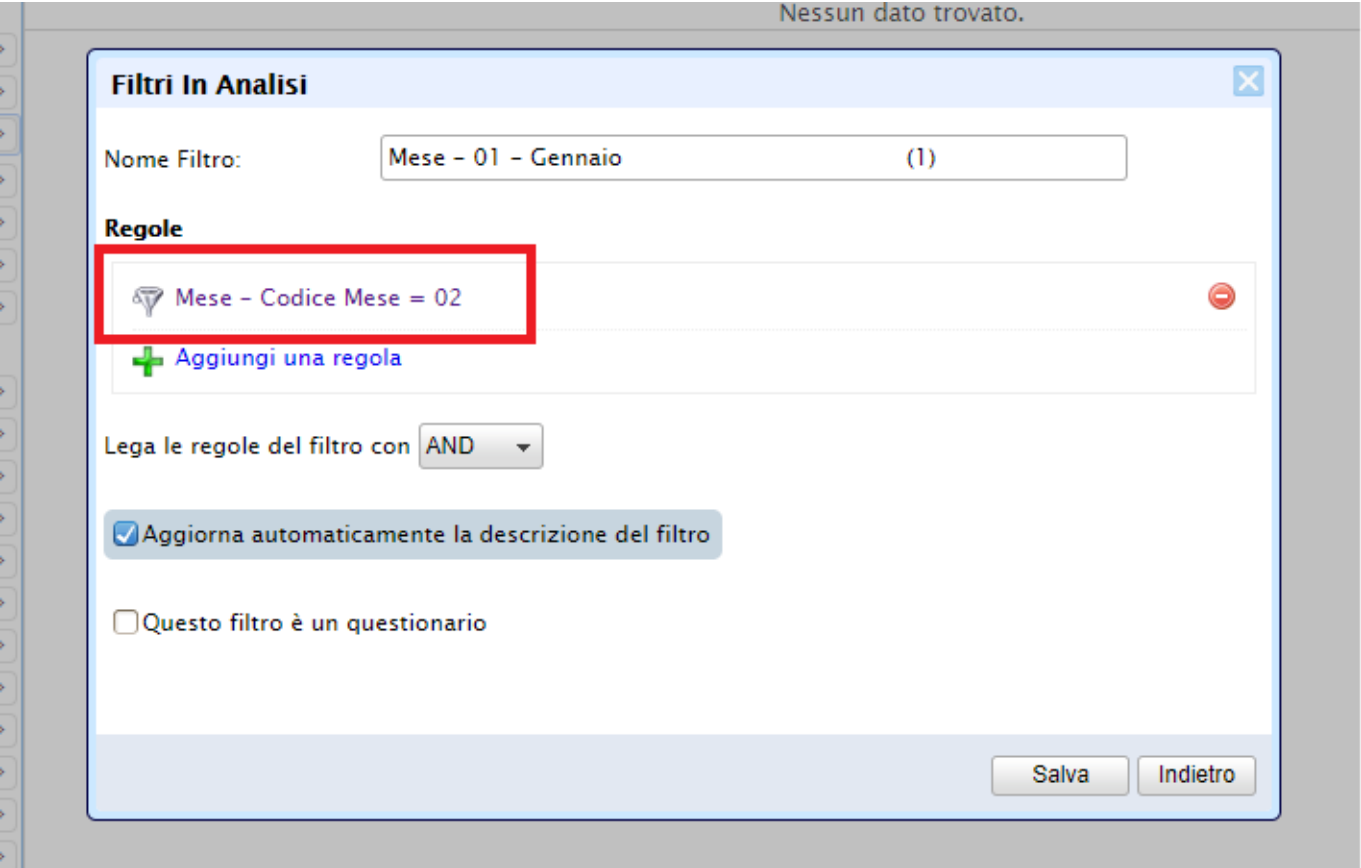 Nessun dato trovato.
Filtri In Analisi
Nome Filtro: Mese – 01 – Gennaio (1)
Regole
Mese – Codice Mese = 02
Aggiungi una regola
Lega le regole del filtro con AND
Aggiorna automaticamente la descrizione del filtro
Questo filtro è un questionario
Salva Indietro